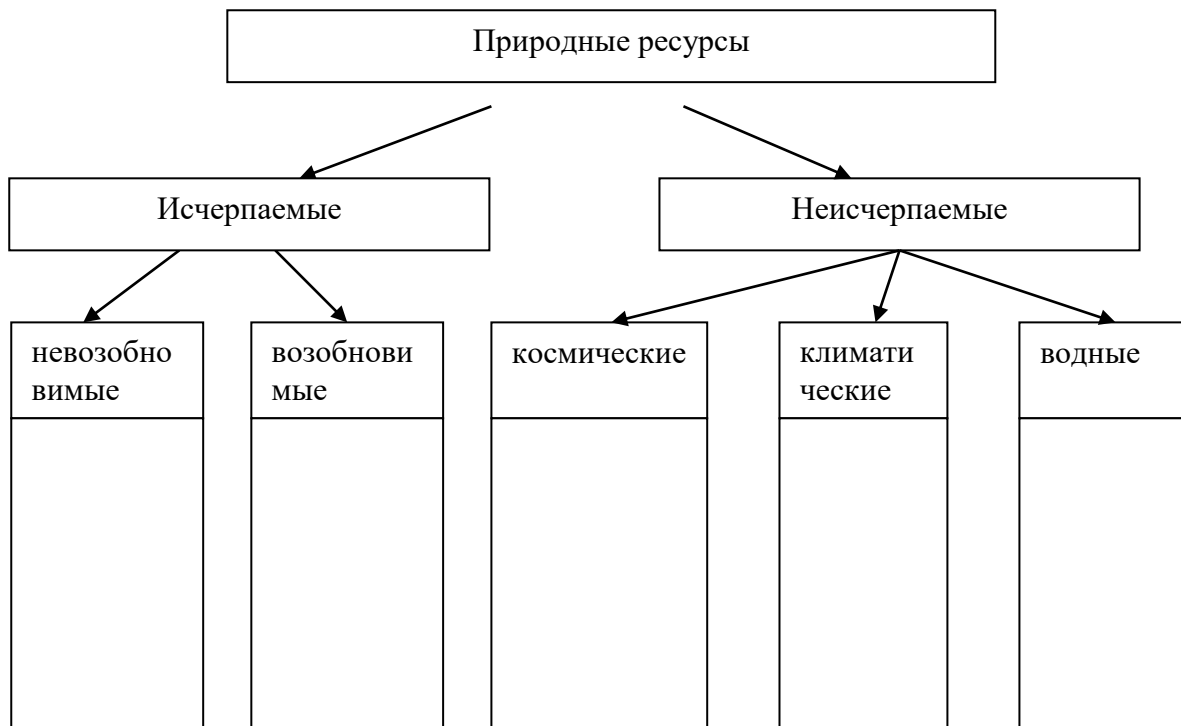 Природные ресурсы
Исчерпаемые
Неисчерпаемые
невозобно
вимые
возобнови
мые
космические
климати
ческие
водные